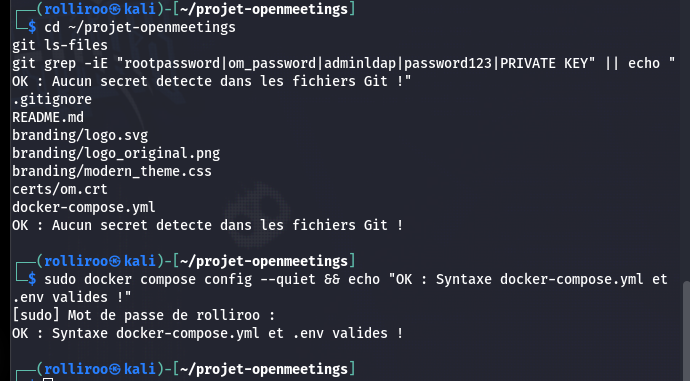 ┌──(rolliroo㉿kali)-[~/projet-openmeetings]
└─$ cd ~/projet-openmeetings
git ls-files
git grep -iE "rootpassword|om_password|adminldap|password123|PRIVATE KEY" || echo "
OK : Aucun secret detecte dans les fichiers Git !"
.gitignore
README.md
branding/logo.svg
branding/logo_original.png
branding/modern_theme.css
certs/om.crt
docker-compose.yml
OK : Aucun secret detecte dans les fichiers Git !
┌──(rolliroo㉿kali)-[~/projet-openmeetings]
└─$ sudo docker compose config --quiet && echo "OK : Syntaxe docker-compose.yml et
.env valides !"
[sudo] Mot de passe de rolliroo :
OK : Syntaxe docker-compose.yml et .env valides !
┌──(rolliroo㉿kali)-[~/projet-openmeetings]
└─$